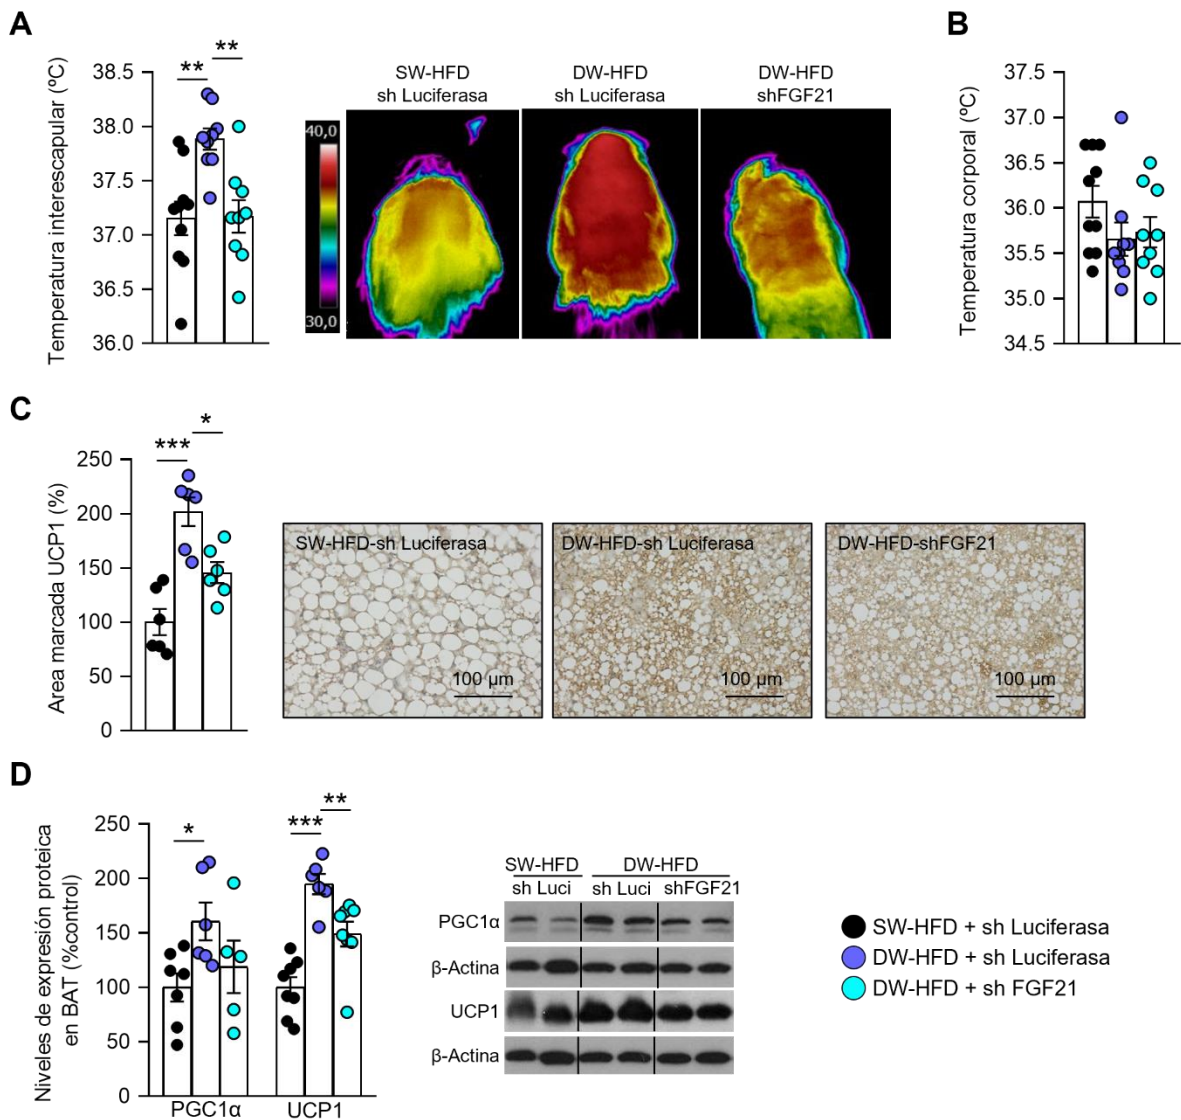 A
Temperatura interescapular (ºC)
38.5
38.0
37.5
37.0
36.5
36.0
**
**
SW-HFD
sh Luciferasa
DW-HFD
sh Luciferasa
DW-HFD
shFGF21
40,0
30,0
B
Temperatura corporal (ºC)
37.5
37.0
36.5
36.0
35.5
35.0
34.5
C
Area marcada UCP1 (%)
250
200
150
100
50
0
***
*
SW-HFD-sh Luciferasa
100 µm
DW-HFD-sh Luciferasa
100 µm
DW-HFD-shFGF21
100 µm
D
Niveles de expresión proteica
en BAT (%control)
250
200
150
100
50
0
*
***
**
PGC1α
UCP1
SW-HFD
DW-HFD
sh Luci
sh Luci
shFGF21
PGC1α
β-Actina
UCP1
β-Actina
SW-HFD + sh Luciferasa
DW-HFD + sh Luciferasa
DW-HFD + sh FGF21